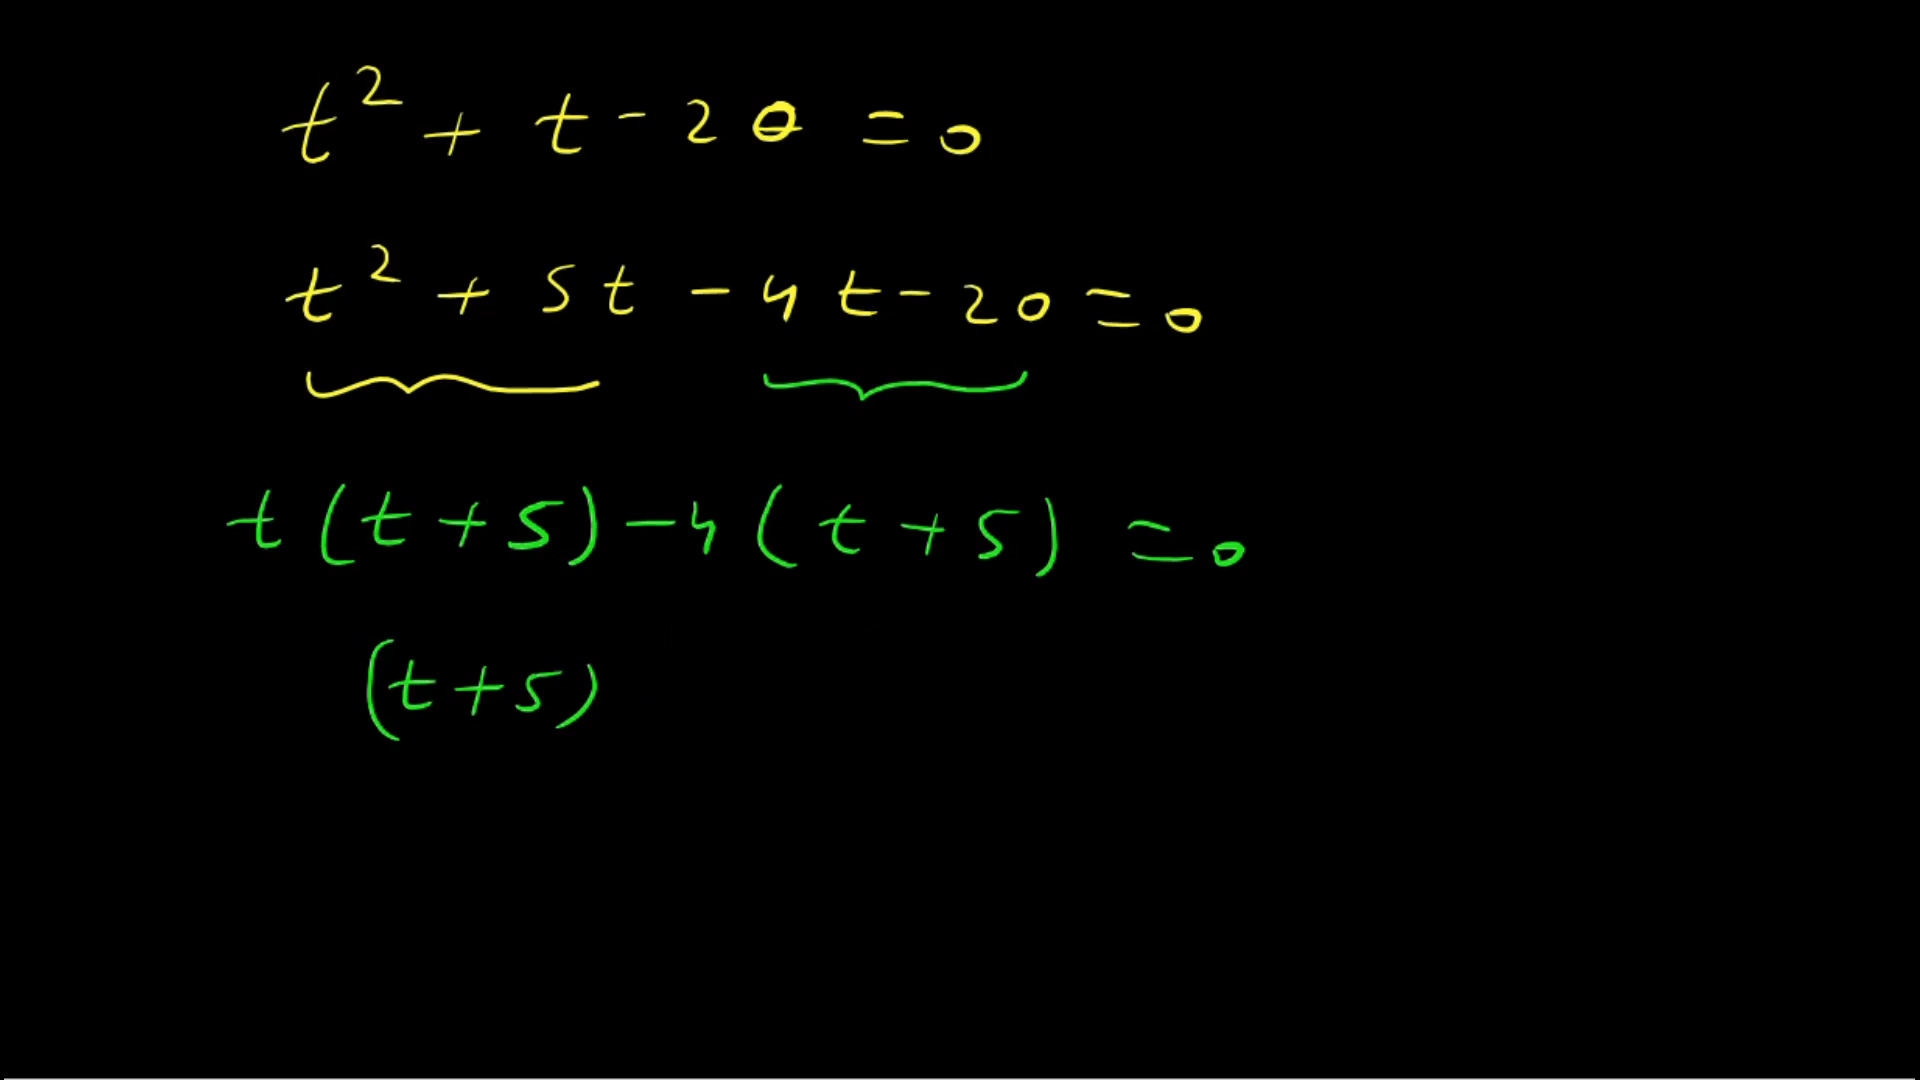 t² + t - 20 = 0
t² + 5t - 4t - 20 = 0
t(t+5) - 4(t+5) = 0
(t+5)